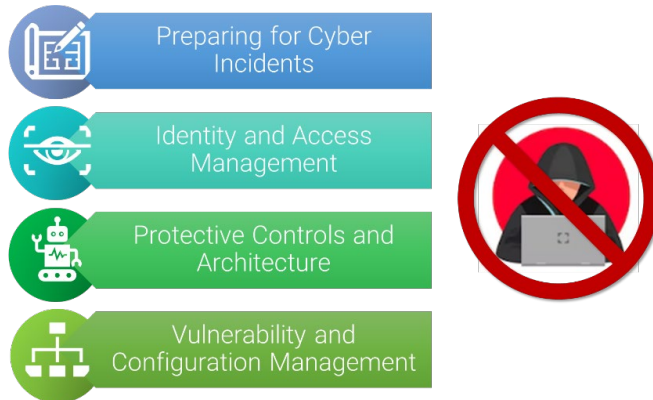 Preparing for Cyber
Incidents
Identity and Access
Management
Protective Controls and
Architecture
Vulnerability and
Configuration Management